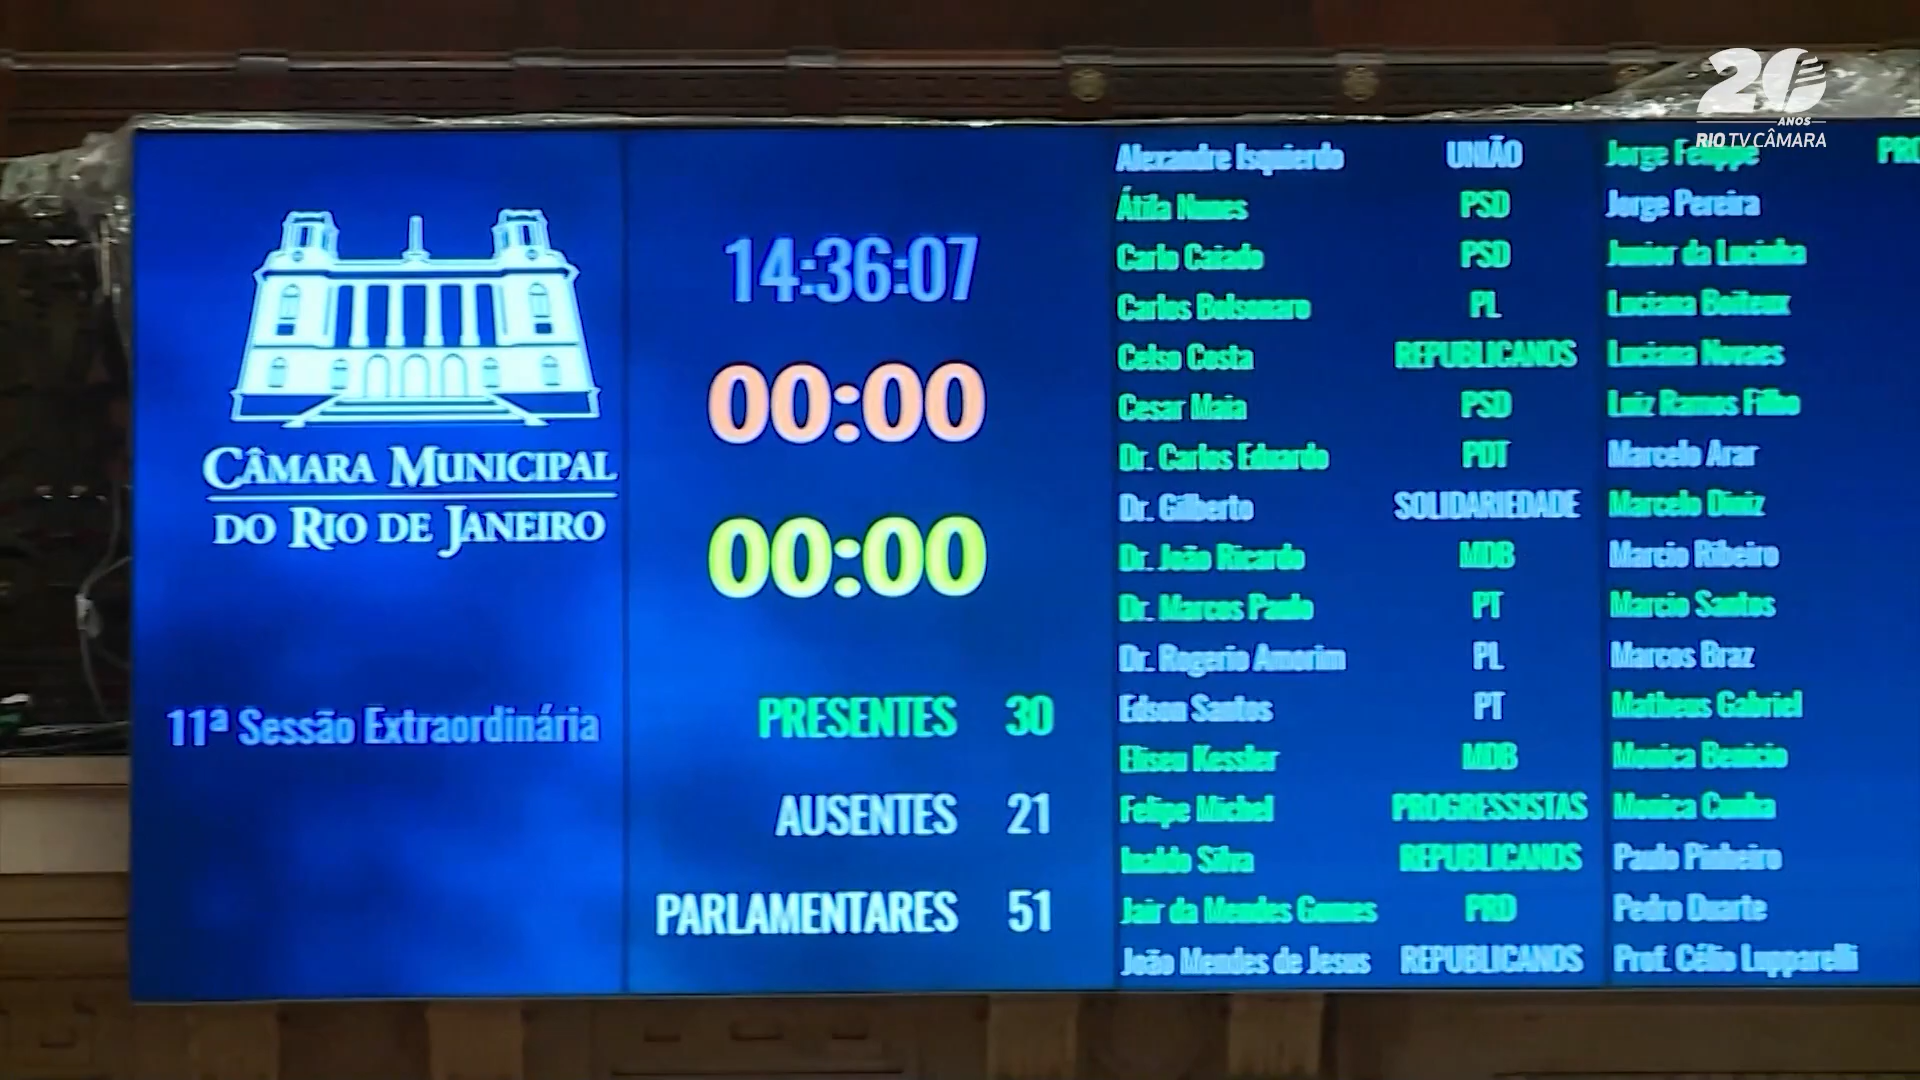 20
ANOS
RIO TV CÂMARA
CÂMARA MUNICIPAL
DO RIO DE JANEIRO
11ª Sessão Extraordinária
14:36:07
00:00
00:00
PRESENTES 30
AUSENTES 21
PARLAMENTARES 51
Alexandre Isquierdo UNIÃO
Átila Nunes PSD
Carlo Caiado PSD
Carlos Bolsonaro PL
Celso Costa REPUBLICANOS
Cesar Maia PSD
Dr. Carlos Eduardo PDT
Dr. Gilberto SOLIDARIEDADE
Dr. João Ricardo MDB
Dr. Marcos Paulo PT
Dr. Rogerio Amorim PL
Edson Santos PT
Eliseu Kessler MDB
Felipe Michel PROGRESSISTAS
Inaldo Silva REPUBLICANOS
Jair da Mendes Gomes PRD
João Mendes de Jesus REPUBLICANOS
Jorge Felippe
Jorge Pereira
Junior da Lucinha
Luciana Boiteux
Luciana Novaes
Luiz Ramos Filho
Marcelo Arar
Marcelo Diniz
Marcio Ribeiro
Marcio Santos
Marcos Braz
Matheus Gabriel
Monica Benicio
Monica Cunha
Paulo Pinheiro
Pedro Duarte
Prof. Célio Lupparelli